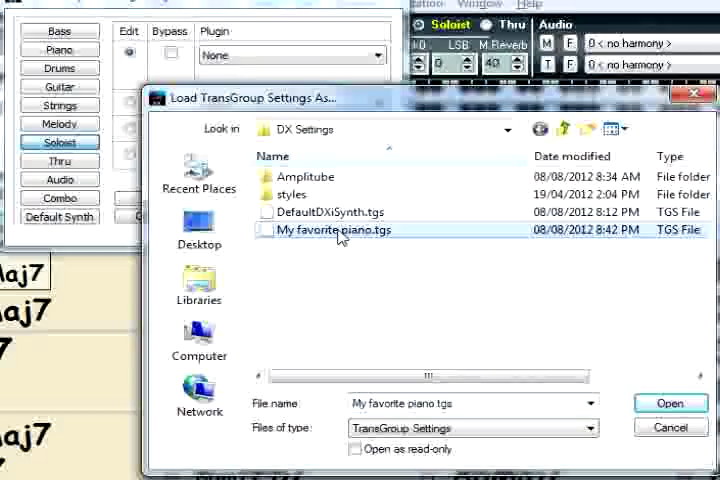 Window Help
Bass
Piano
Drums
Guitar
Strings
Melody
Soloist
Thru
Audio
Combo
Default Synth
Edit Bypass Plugin
None
Soloist Thru Audio
LSB M.Reverb
0 40
M F. 0 < no harmony >
T F. 0 < no harmony >
Load TransGroup Settings As...
Look in DX Settings
Name Date modified Type
Amplitube 08/08/2012 8:34 AM File folder
styles 19/04/2012 2:04 PM File folder
DefaultDXiSynth.tgs 08/08/2012 8:12 PM TGS File
My favorite piano.tgs 08/08/2012 8:42 PM TGS File
Recent Places
Desktop
Libraries
Computer
Network
File name: My favorite piano tgs Open
Files of type: TransGroup Settings Cancel
Open as read-only
aj7
aj7
7
aj7